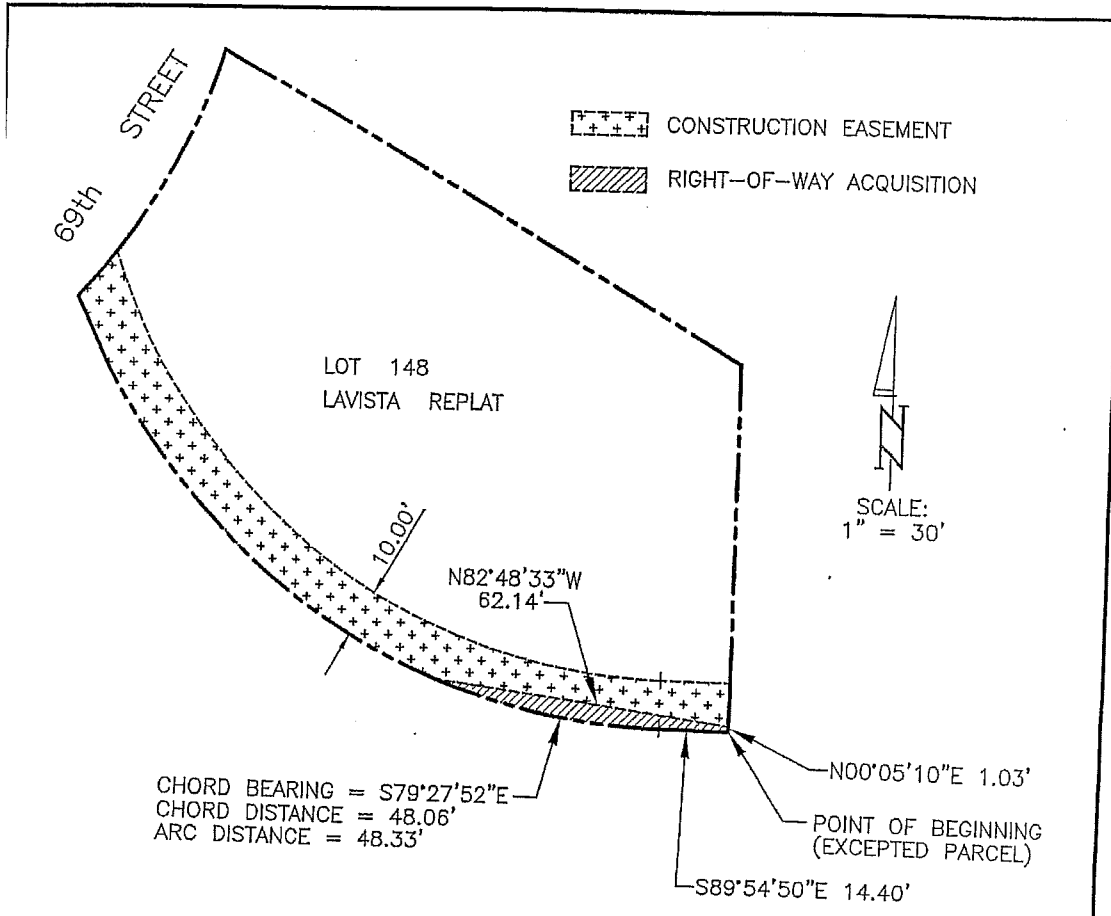 69th STREET
CONSTRUCTION EASEMENT
RIGHT-OF-WAY ACQUISITION
LOT 148
LAVISTA REPLAT
N
SCALE:
1" = 30'
10.00'
N82°48'33"W
62.14'
N00°05'10"E 1.03'
CHORD BEARING = S79°27'52"E
CHORD DISTANCE = 48.06'
ARC DISTANCE = 48.33'
POINT OF BEGINNING
(EXCEPTED PARCEL)
S89°54'50"E 14.40'